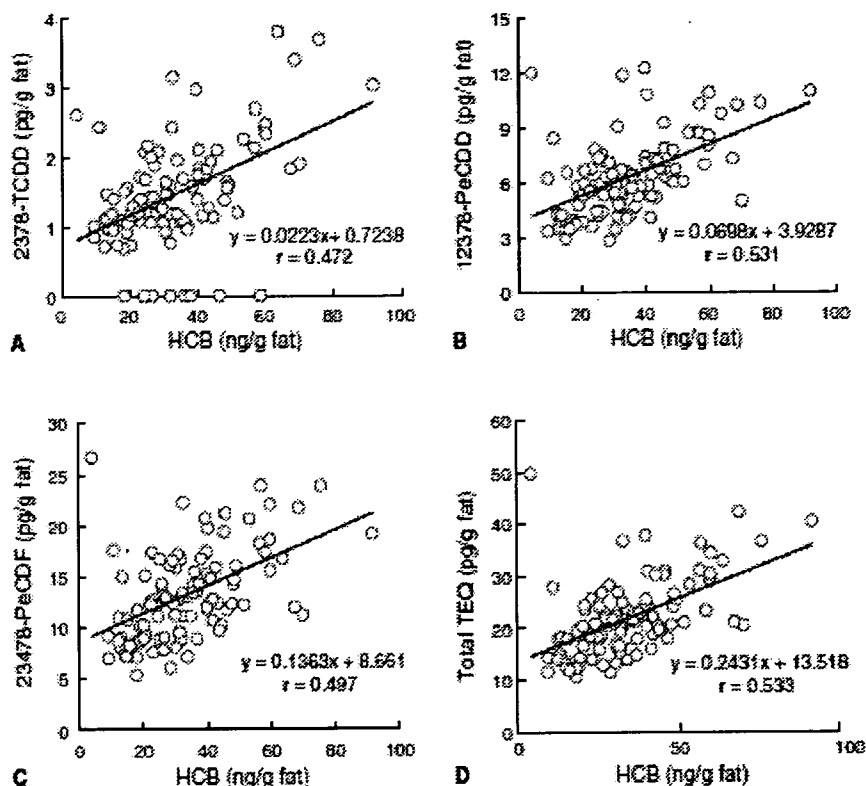 4
3
2
1
0
0 20 40 60 80 100
2378-TCDD (pg/g fat)
y = 0.0223x + 0.7238
r = 0.472
A
HCB (ng/g fat)
15
12
9
6
3
0
0 20 40 60 80 100
12378-PeCDD (pg/g fat)
y = 0.0698x + 3.9287
r = 0.531
B
HCB (ng/g fat)
30
25
20
15
10
5
0
0 20 40 60 80 100
23478-PeCDF (pg/g fat)
y = 0.1363x + 8.661
r = 0.497
C
HCB (ng/g fat)
60
50
40
30
20
10
0
0 50 100
Total TEQ (pg/g fat)
y = 0.2431x + 13.518
r = 0.533
D
HCB (ng/g fat)